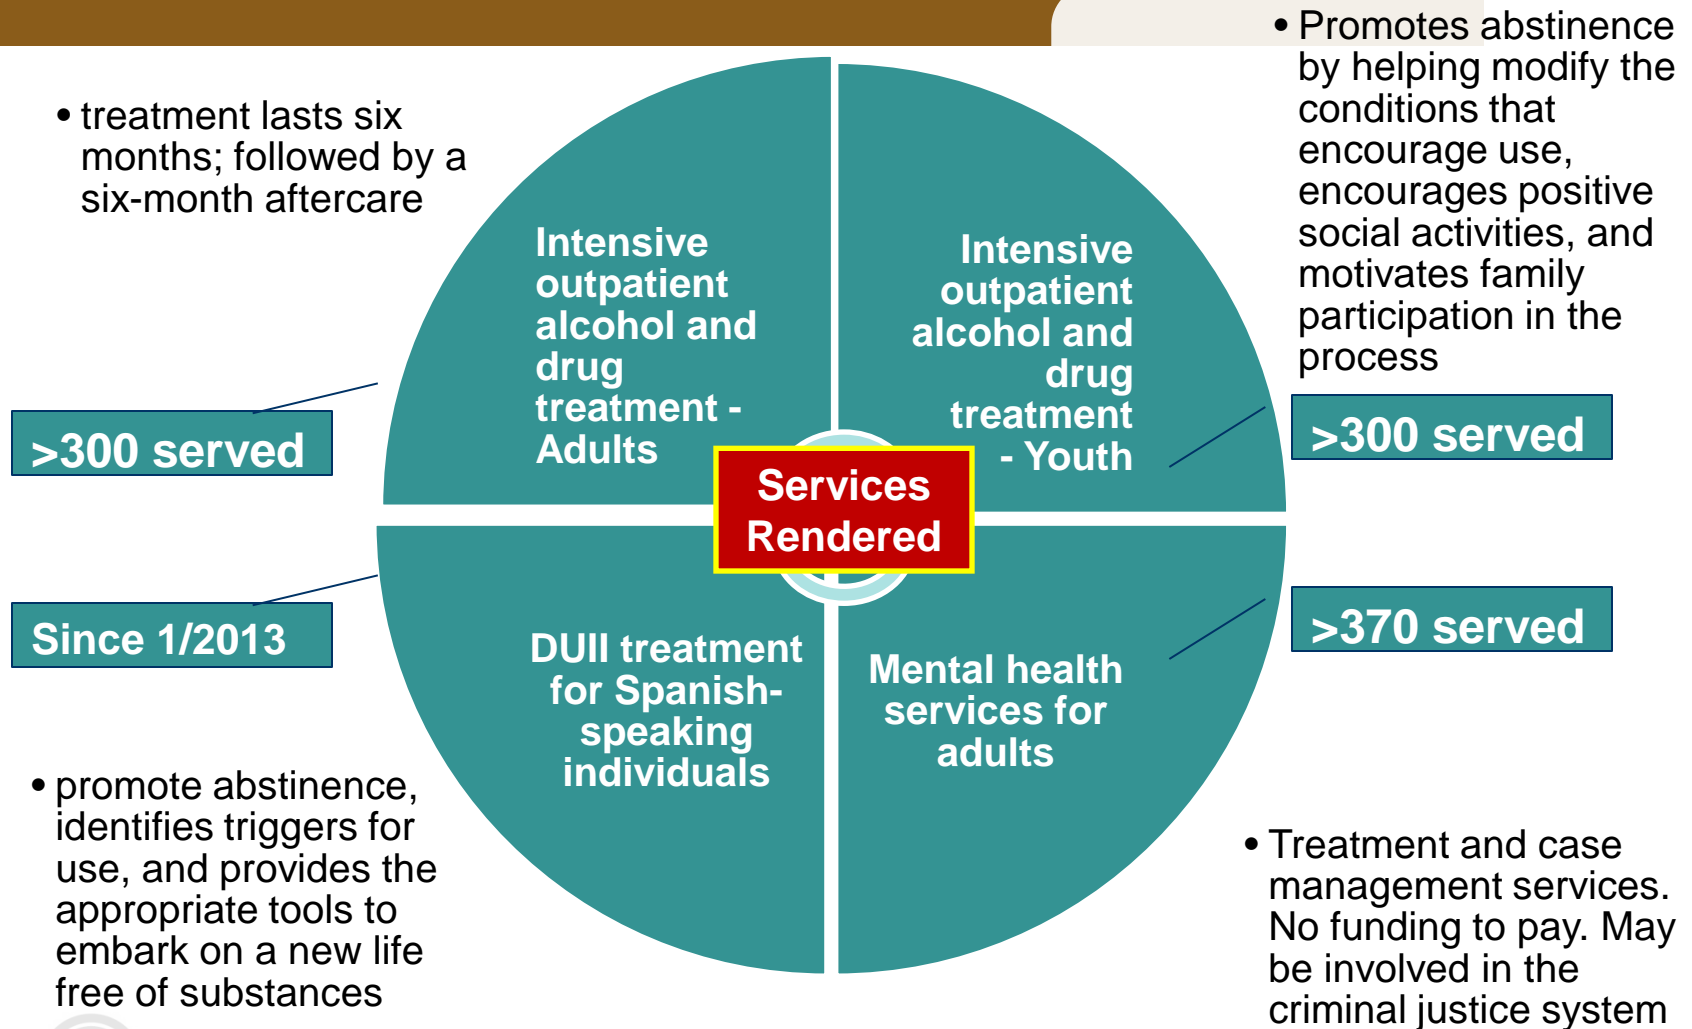 • treatment lasts six
months; followed by a
six-month aftercare
• Promotes abstinence
by helping modify the
conditions that
encourage use,
encourages positive
social activities, and
motivates family
participation in the
process
Intensive
outpatient
alcohol and
drug
treatment -
Adults
Intensive
outpatient
alcohol and
drug
treatment
- Youth
>300 served
>300 served
Services
Rendered
Since 1/2013
>370 served
DUII treatment
for Spanish-
speaking
individuals
Mental health
services for
adults
• promote abstinence,
identifies triggers for
use, and provides the
appropriate tools to
embark on a new life
free of substances
• Treatment and case
management services.
No funding to pay. May
be involved in the
criminal justice system